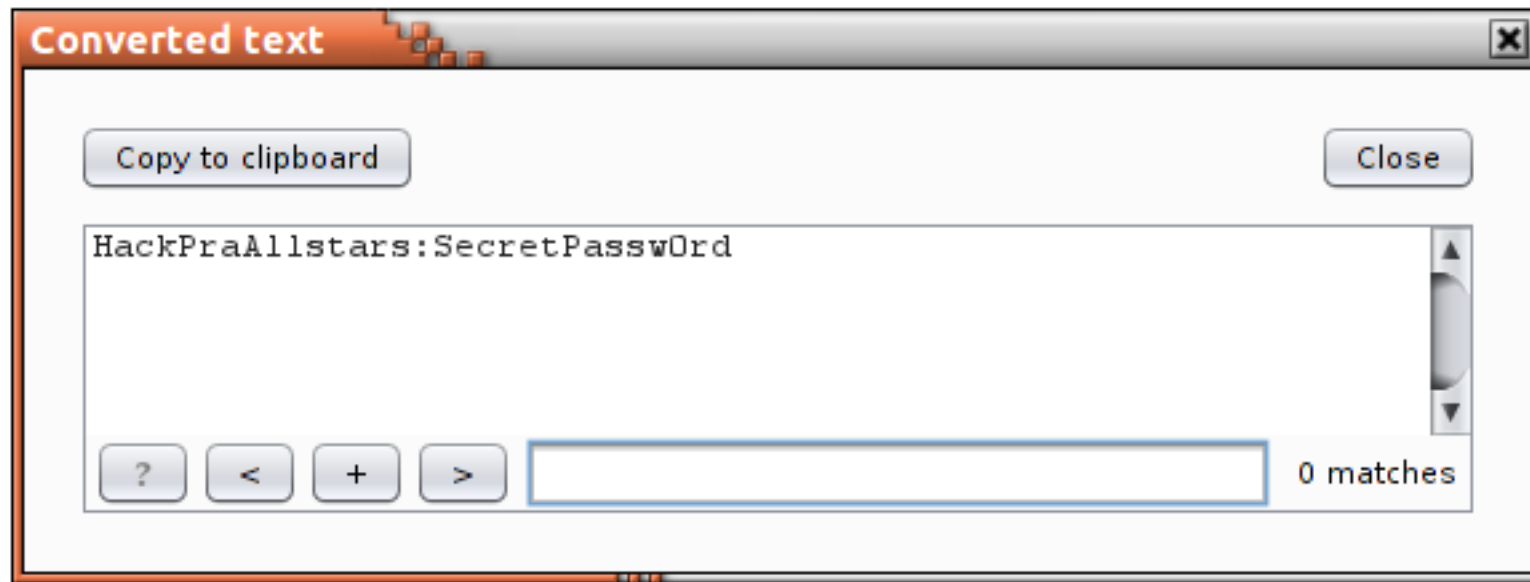 Converted text
Copy to clipboard
Close
HackPraAllstars:SecretPassw0rd
?
<
+
>
0 matches